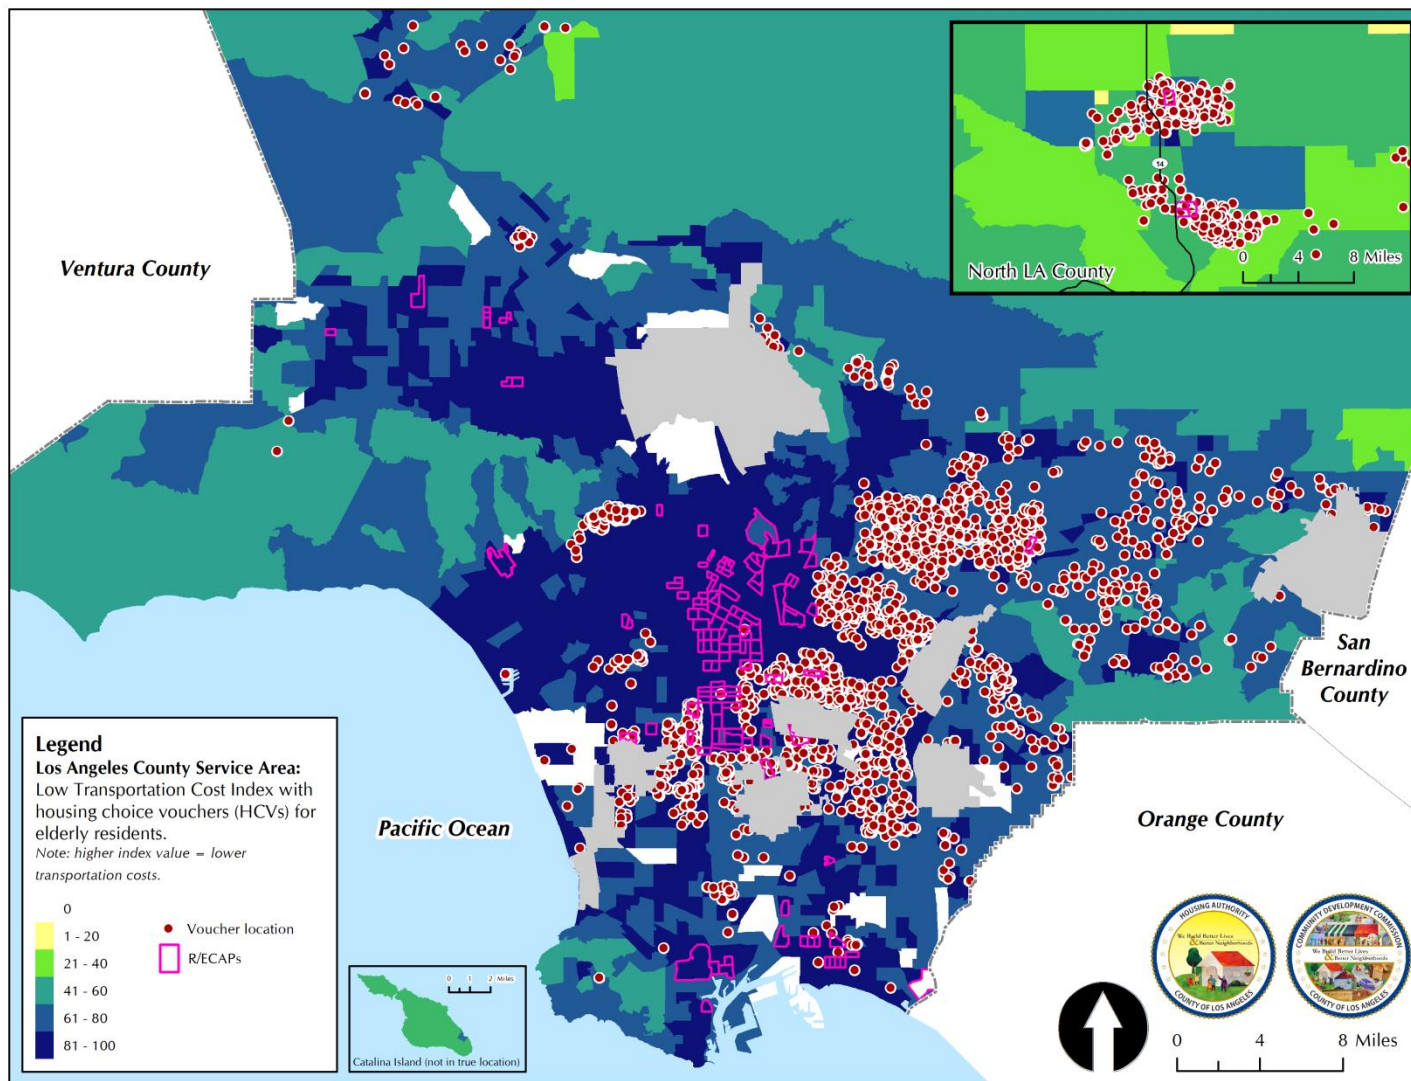 Ventura County
14
North LA County
0 4 8 Miles
San
Bernardino
County
Orange County
Pacific Ocean
Legend
Los Angeles County Service Area:
Low Transportation Cost Index with
housing choice vouchers (HCVs) for
elderly residents.
Note: higher index value = lower
transportation costs.
0
1 - 20
21 - 40
41 - 60
61 - 80
81 - 100
Voucher location
R/ECAPs
0 1 2 Miles
Catalina Island (not in true location)
HOUSING AUTHORITY
We Build Better Lives
& Better Neighborhoods
COUNTY OF LOS ANGELES
COMMUNITY DEVELOPMENT COMMISSION
We Build Better Lives
& Better Neighborhoods
COUNTY OF LOS ANGELES
0 4 8 Miles